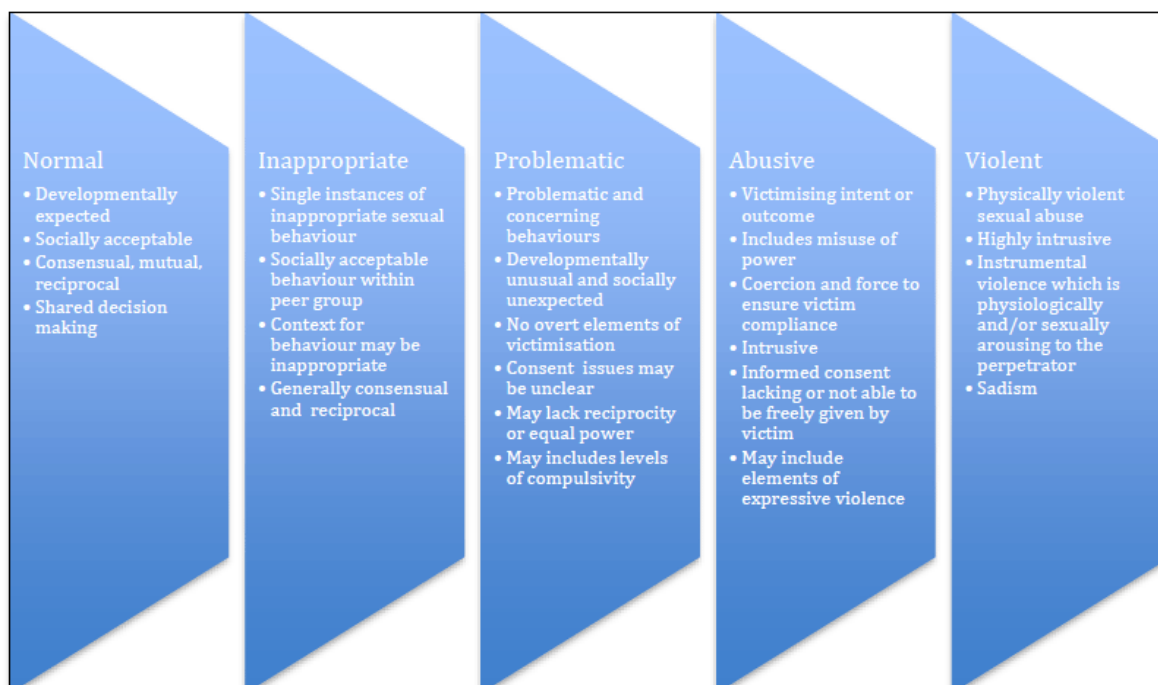 Normal
• Developmentally
expected
• Socially acceptable
• Consensual, mutual,
reciprocal
• Shared decision
making
Inappropriate
• Single instances of
inappropriate sexual
behaviour
• Socially acceptable
behaviour within
peer group
• Context for
behaviour may be
inappropriate
• Generally consensual
and reciprocal
Problematic
• Problematic and
concerning
behaviours
• Developmentally
unusual and socially
unexpected
• No overt elements of
victimisation
• Consent issues may
be unclear
• May lack reciprocity
or equal power
• May includes levels
of compulsivity
Abusive
• Victimising intent or
outcome
• Includes misuse of
power
• Coercion and force to
ensure victim
compliance
• Intrusive
• Informed consent
lacking or not able to
be freely given by
victim
• May include
elements of
expressive violence
Violent
• Physically violent
sexual abuse
• Highly intrusive
• Instrumental
violence which is
physiologically
and/or sexually
arousing to the
perpetrator
• Sadism